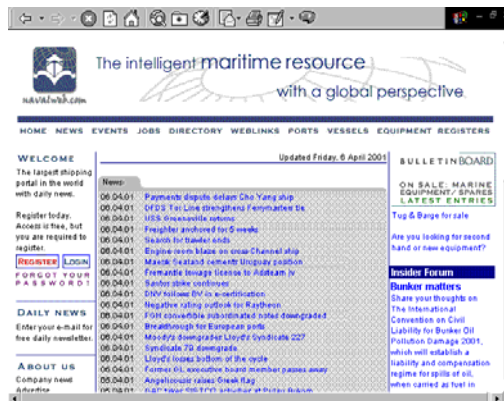 The intelligent maritime resource
with a global perspective
navalweb.com
HOME NEWS EVENTS JOBS DIRECTORY WEBLINKS PORTS VESSELS EQUIPMENT REGISTERS
WELCOME
The largest shipping
portal in the world
with daily news.
Register today.
Access is free, but
you are required to
register.
REGISTER LOGIN
FORGOT YOUR
PASSWORD?
DAILY NEWS
Enter your e-mail for
free daily newsletter.
ABOUT US
Company news
Advertise
Updated Friday, 6 April 2001
News
06.04.01 Payments dispute delays Cho Yang ship
06.04.01 DFDS Tor Line strengthens Ferrymasters tie
06.04.01 USS Greeneville returns
06.04.01 Freighter anchored for 5 weeks
06.04.01 Search for trawler ends
06.04.01 Engine room blaze on cross-Channel ship
06.04.01 Maersk Sealand cements Uruguay position
06.04.01 Fremantle towage licence to Adsteam jv
06.04.01 Santos strike continues
06.04.01 DNV follows BV in e-certification
06.04.01 Negative rating outlook for Raytheon
06.04.01 FGH convertible subordinated notes downgraded
06.04.01 Breakthrough for European ports
06.04.01 Moody's downgrades Lloyd's Syndicate 227
06.04.01 Syndicate 79 downgrade
06.04.01 Lloyd's losses bottom of the cycle
06.04.01 Former GL executive board member passes away
06.04.01 Angelicoussis raises Greek flag
06.04.01
BULLETINBOARD
ON SALE: MARINE
EQUIPMENT/ SPARES
LATEST ENTRIES
Tug & Barge for sale
Are you looking for second
hand or new equipment?
Insider Forum
Bunker matters
Share your thoughts on
The International
Convention on Civil
Liability for Bunker Oil
Pollution Damage 2001,
which will establish a
liability and compensation
regime for spills of oil,
when carried as fuel in